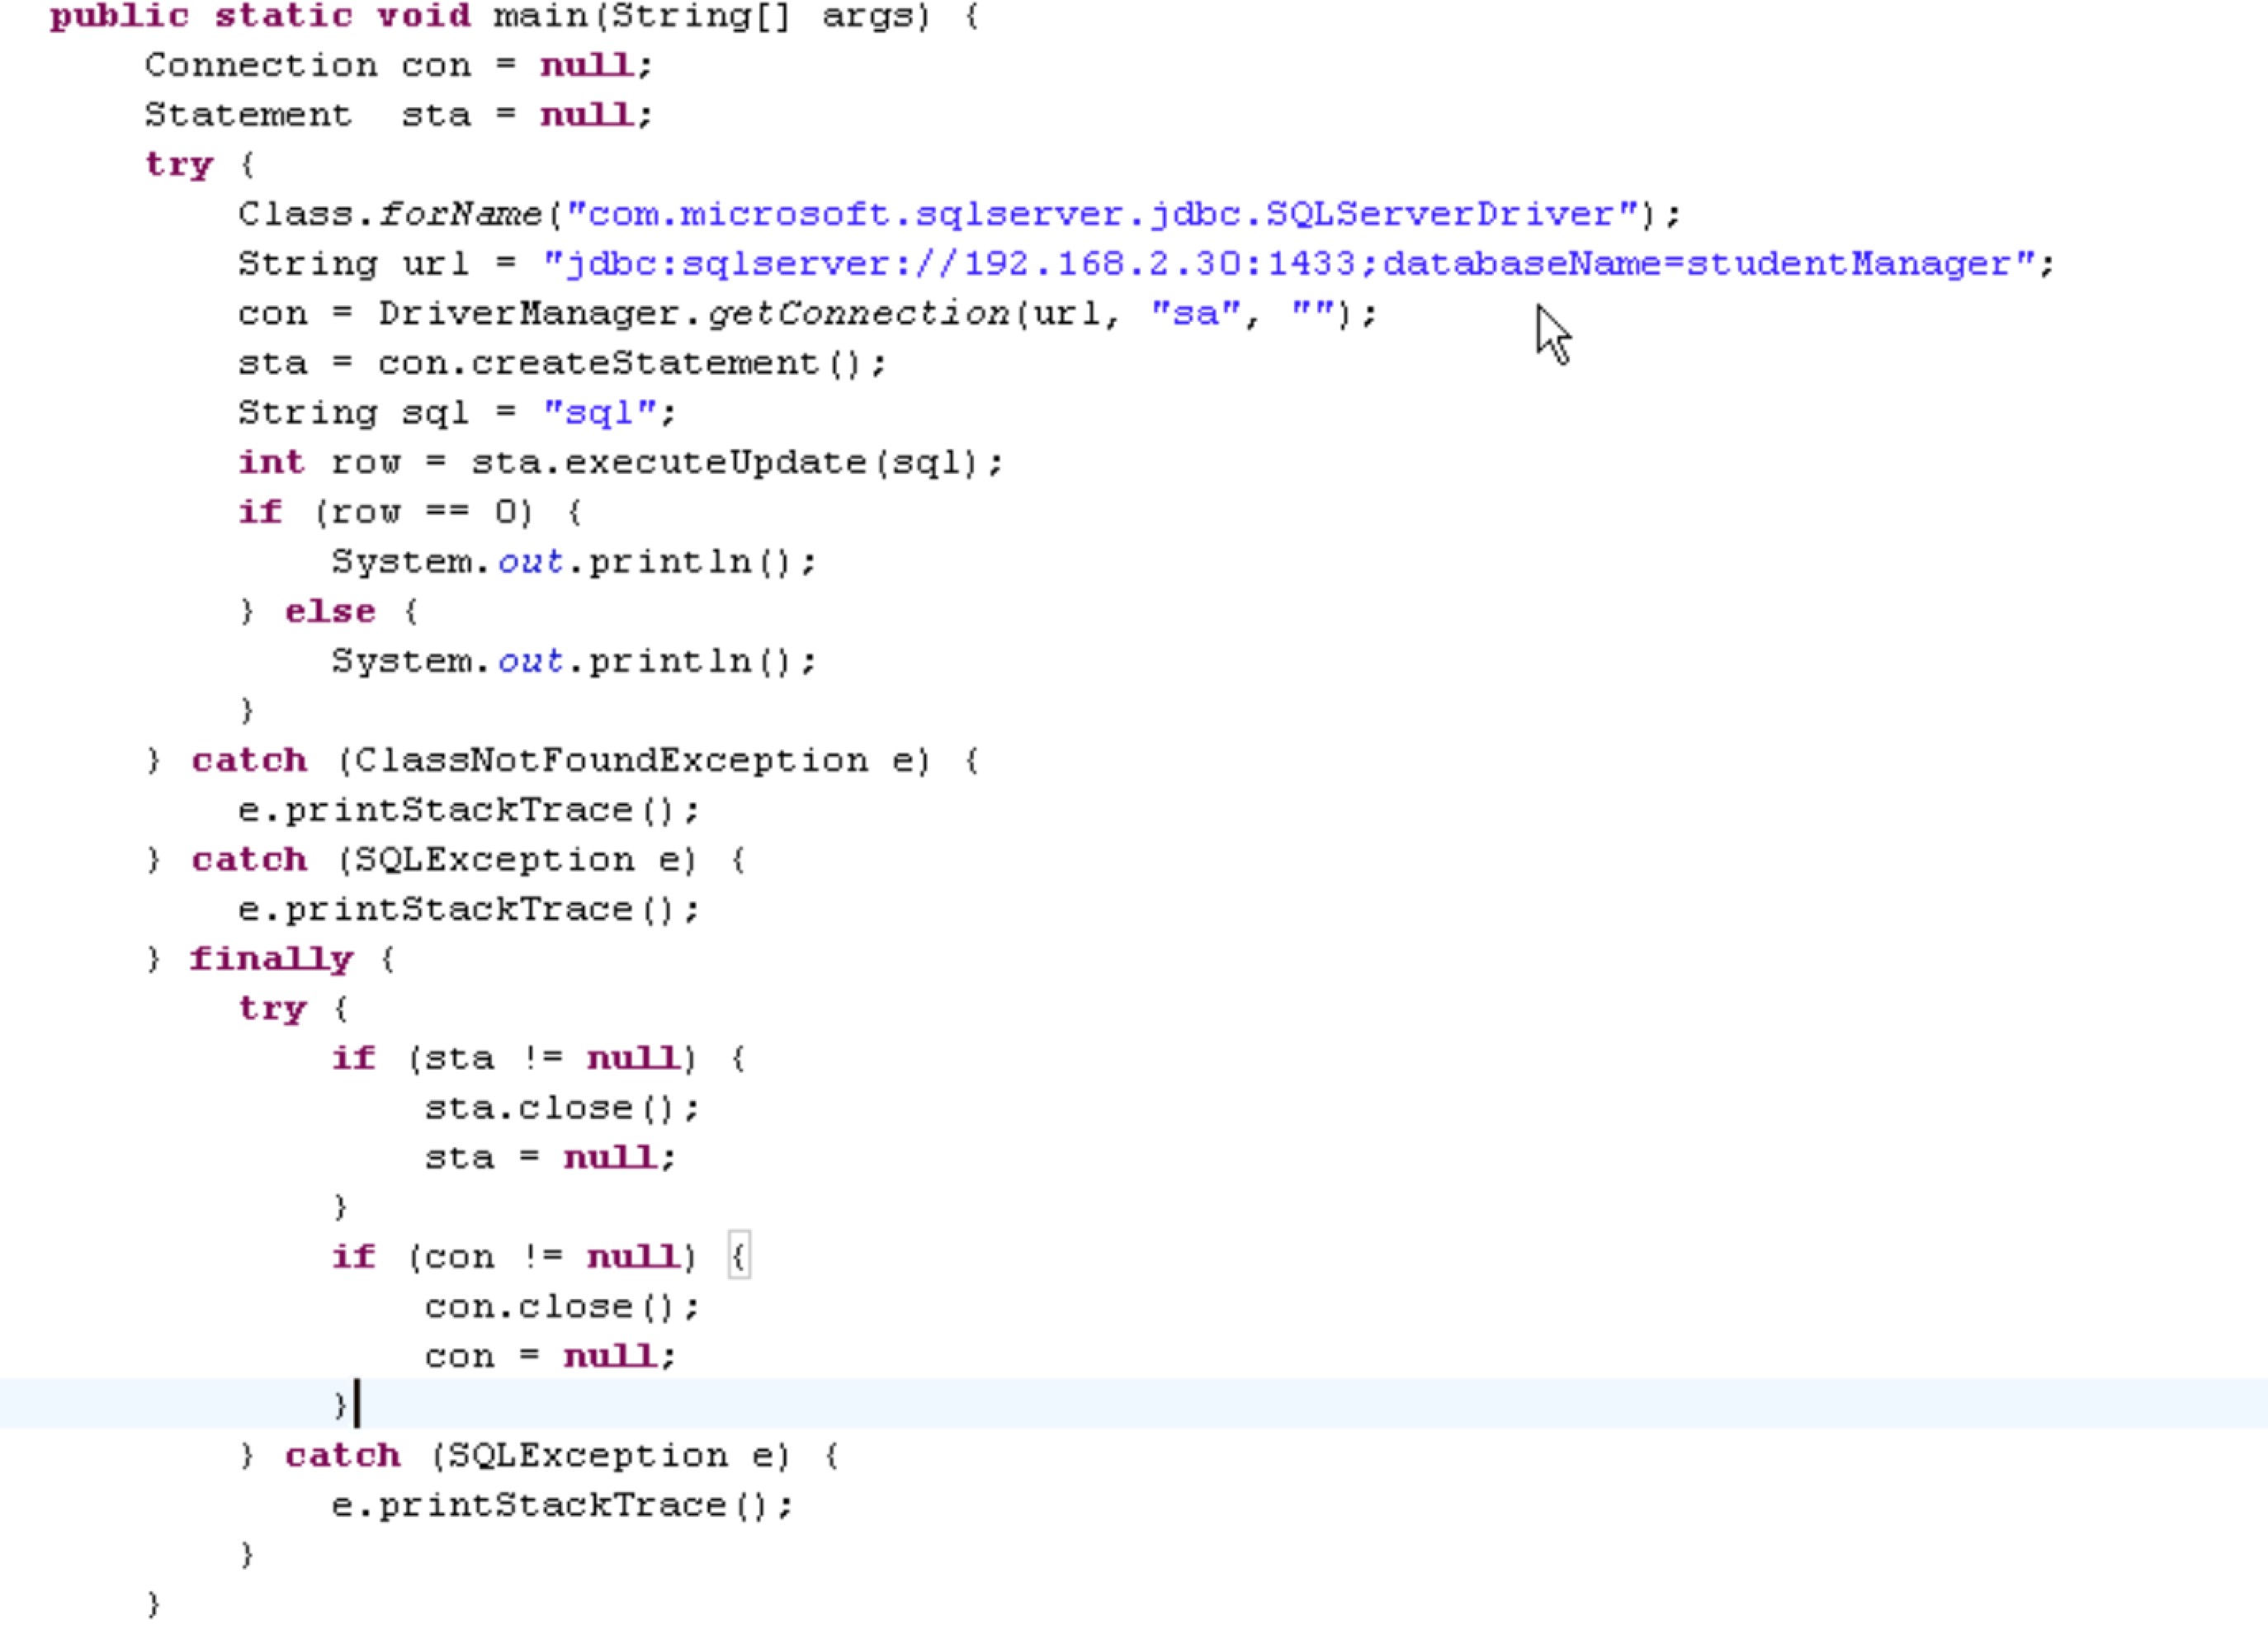 public static void main(String[] args) {
Connection con = null;
Statement  sta = null;
try {
Class.forName("com.microsoft.sqlserver.jdbc.SQLServerDriver");
String url = "jdbc:sqlserver://192.168.2.30:1433;databaseName=studentManager";
con = DriverManager.getConnection(url, "sa", "");
sta = con.createStatement();
String sql = "sql";
int row = sta.executeUpdate(sql);
if (row == 0) {
System.out.println();
} else {
System.out.println();
}
} catch (ClassNotFoundException e) {
e.printStackTrace();
} catch (SQLException e) {
e.printStackTrace();
} finally {
try {
if (sta != null) {
sta.close();
sta = null;
}
if (con != null) {
con.close();
con = null;
}
} catch (SQLException e) {
e.printStackTrace();
}
}